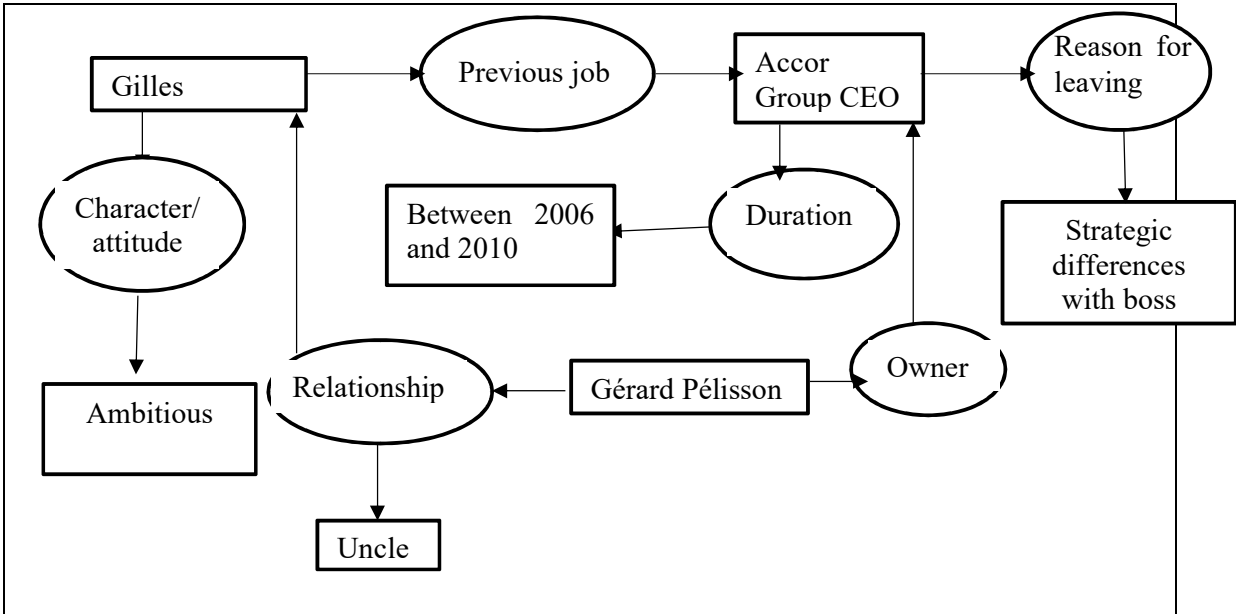 Gilles
Previous job
Accor
Group CEO
Reason for
leaving
Character/
attitude
Between 2006
and 2010
Duration
Strategic
differences
with boss
Ambitious
Relationship
Gérard Pélisson
Owner
Uncle